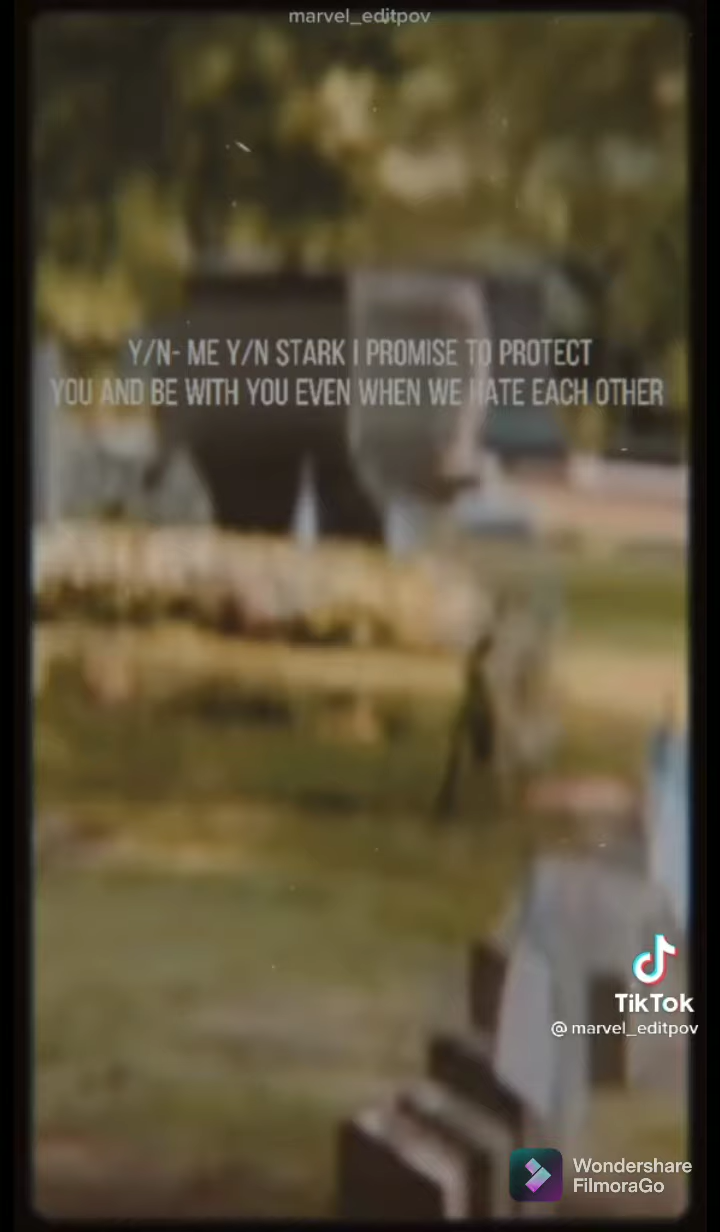 marvel_editpov
Y/N- ME Y/N STARK I PROMISE TO PROTECT
YOU AND BE WITH YOU EVEN WHEN WE HATE EACH OTHER
TikTok
@marvel_editpov
Wondershare
FilmoraGo